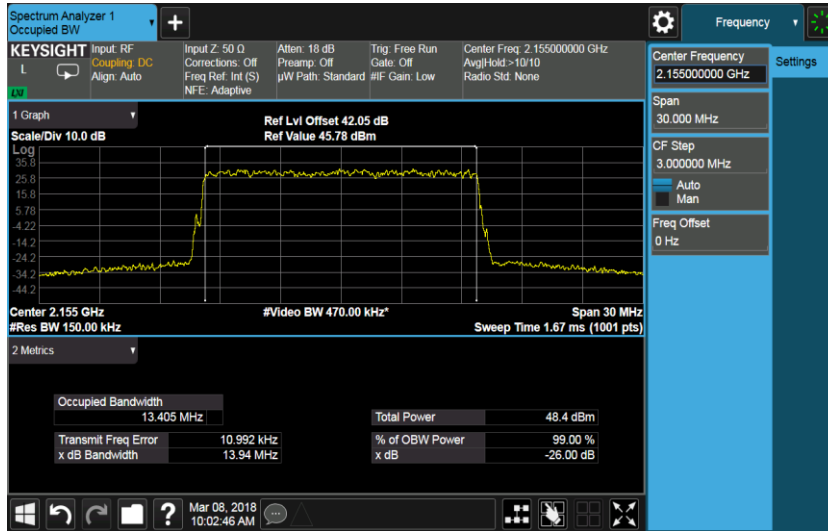 Spectrum Analyzer 1
Occupied BW
Frequency
KEYSIGHT
L
LXI
Input: RF
Coupling: DC
Align: Auto
Input Z: 50 Ω
Corrections: Off
Freq Ref: Int (S)
NFE: Adaptive
Atten: 18 dB
Preamp: Off
µW Path: Standard
Trig: Free Run
Gate: Off
#IF Gain: Low
Center Freq: 2.155000000 GHz
Avg|Hold:>10/10
Radio Std: None
Center Frequency
2.155000000 GHz
Settings
Span
30.000 MHz
CF Step
3.000000 MHz
Auto
Man
Freq Offset
0 Hz
1 Graph
Scale/Div 10.0 dB
Ref Lvl Offset 42.05 dB
Ref Value 45.78 dBm
Log
35.8
25.8
15.8
5.78
-4.22
-14.2
-24.2
-34.2
-44.2
Center 2.155 GHz
#Res BW 150.00 kHz
#Video BW 470.00 kHz*
Span 30 MHz
Sweep Time 1.67 ms (1001 pts)
2 Metrics
Occupied Bandwidth
13.405 MHz
Total Power 48.4 dBm
Transmit Freq Error 10.992 kHz
% of OBW Power 99.00 %
x dB Bandwidth 13.94 MHz
x dB -26.00 dB
?
Mar 08, 2018
10:02:46 AM